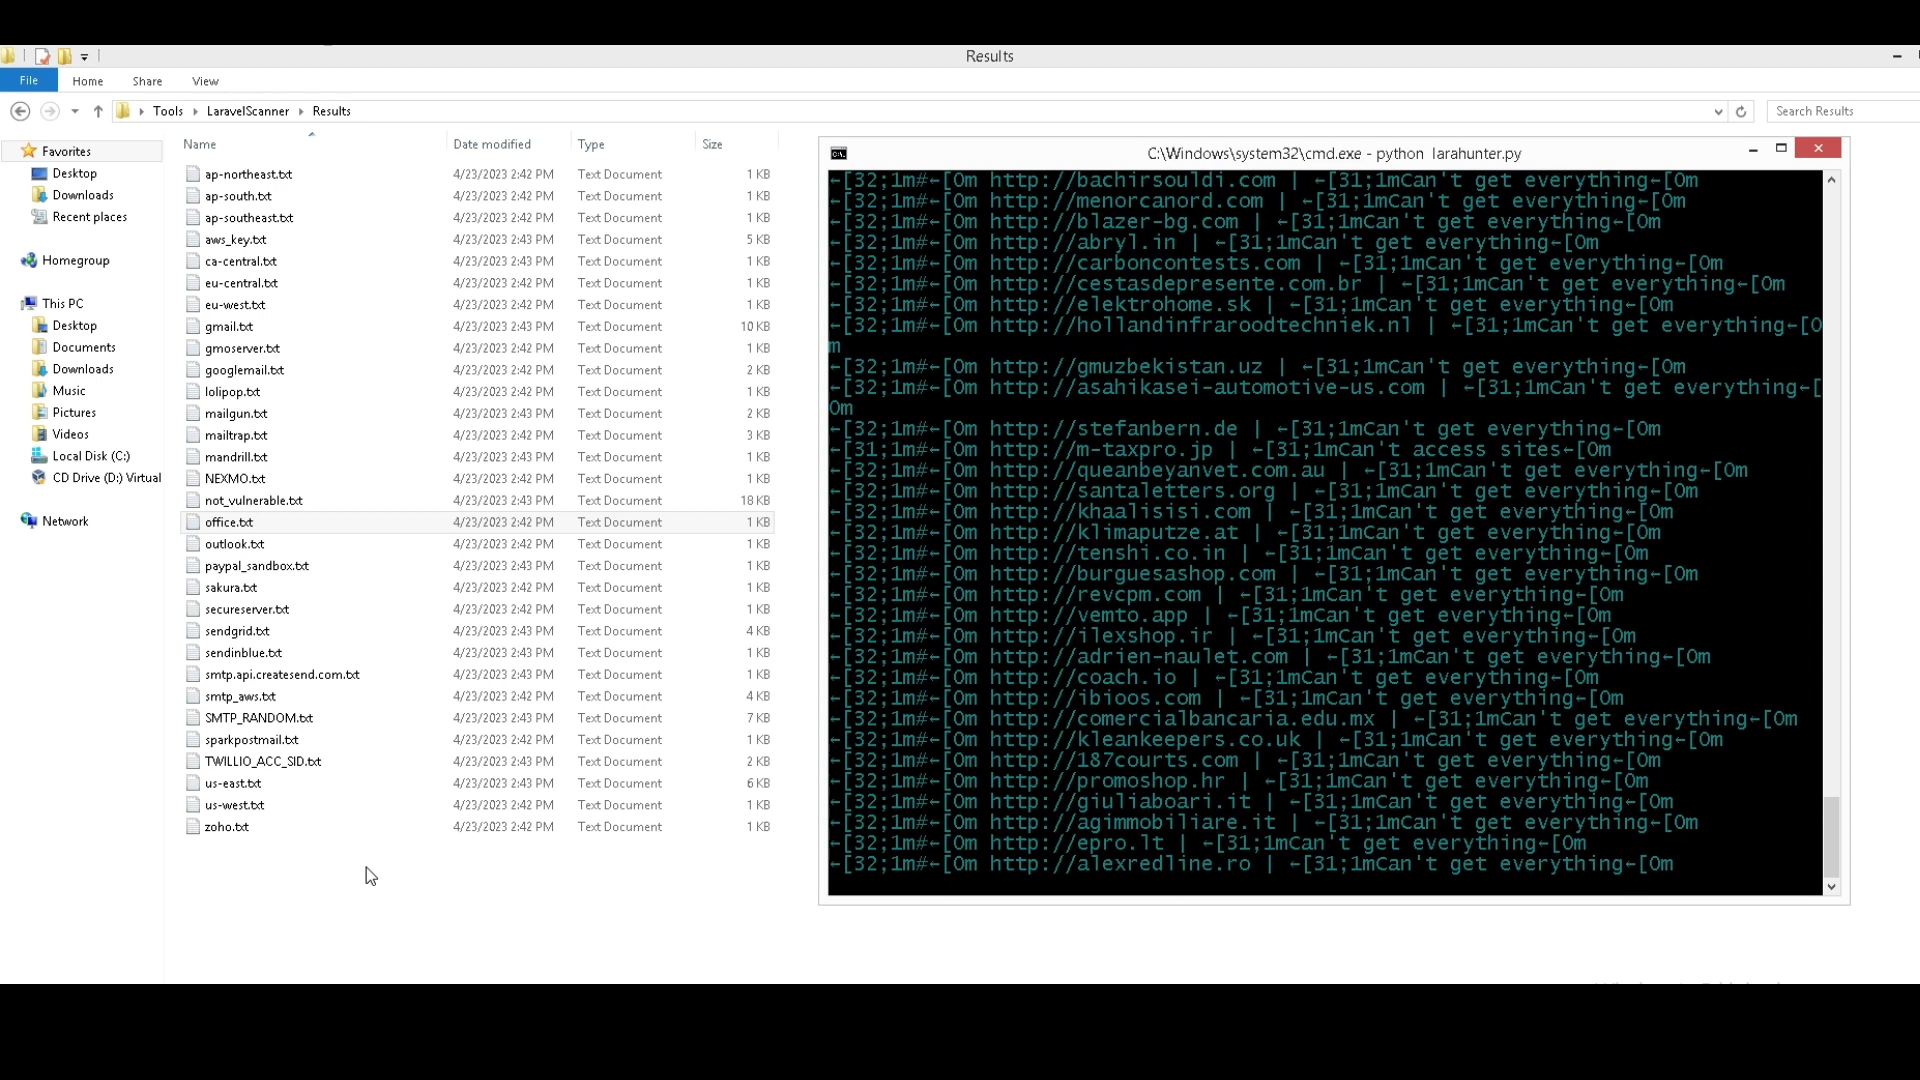 Results
File Home Share View
Tools LaravelScanner Results
Search Results
Favorites
Desktop
Downloads
Recent places
Homegroup
This PC
Desktop
Documents
Downloads
Music
Pictures
Videos
Local Disk (C:)
CD Drive (D:) Virtual
Network
Name Date modified Type Size
ap-northeast.txt 4/23/2023 2:42 PM Text Document 1 KB
ap-south.txt 4/23/2023 2:42 PM Text Document 1 KB
ap-southeast.txt 4/23/2023 2:42 PM Text Document 1 KB
aws_key.txt 4/23/2023 2:43 PM Text Document 5 KB
ca-central.txt 4/23/2023 2:42 PM Text Document 1 KB
eu-central.txt 4/23/2023 2:42 PM Text Document 1 KB
eu-west.txt 4/23/2023 2:42 PM Text Document 1 KB
gmail.txt 4/23/2023 2:43 PM Text Document 10 KB
gmoserver.txt 4/23/2023 2:42 PM Text Document 1 KB
googlemail.txt 4/23/2023 2:42 PM Text Document 2 KB
lolipop.txt 4/23/2023 2:42 PM Text Document 1 KB
mailgun.txt 4/23/2023 2:43 PM Text Document 2 KB
mailtrap.txt 4/23/2023 2:43 PM Text Document 3 KB
mandrill.txt 4/23/2023 2:43 PM Text Document 1 KB
NEXMO.txt 4/23/2023 2:42 PM Text Document 1 KB
not_vulnerable.txt 4/23/2023 2:43 PM Text Document 18 KB
office.txt 4/23/2023 2:42 PM Text Document 1 KB
outlook.txt 4/23/2023 2:42 PM Text Document 1 KB
paypal_sandbox.txt 4/23/2023 2:43 PM Text Document 1 KB
sakura.txt 4/23/2023 2:42 PM Text Document 1 KB
secureserver.txt 4/23/2023 2:43 PM Text Document 1 KB
sendgrid.txt 4/23/2023 2:43 PM Text Document 4 KB
sendinblue.txt 4/23/2023 2:42 PM Text Document 1 KB
smtp.api.createsend.com.txt 4/23/2023 2:43 PM Text Document 1 KB
smtp_aws.txt 4/23/2023 2:42 PM Text Document 4 KB
SMTP_RANDOM.txt 4/23/2023 2:43 PM Text Document 7 KB
sparkpostmail.txt 4/23/2023 2:42 PM Text Document 1 KB
TWILLIO_ACC_SID.txt 4/23/2023 2:43 PM Text Document 2 KB
us-east.txt 4/23/2023 2:43 PM Text Document 6 KB
us-west.txt 4/23/2023 2:42 PM Text Document 1 KB
zoho.txt 4/23/2023 2:42 PM Text Document 1 KB
C:\Windows\system32\cmd.exe - python larahunter.py
←[32;1m#←[0m http://bachirsouldi.com | ←[31;1mCan't get everything←[0m
←[32;1m#←[0m http://menorcanord.com | ←[31;1mCan't get everything←[0m
←[32;1m#←[0m http://blazer-bg.com | ←[31;1mCan't get everything←[0m
←[32;1m#←[0m http://abryl.in | ←[31;1mCan't get everything←[0m
←[32;1m#←[0m http://carboncontests.com | ←[31;1mCan't get everything←[0m
←[32;1m#←[0m http://cestasdepresente.com.br | ←[31;1mCan't get everything←[0m
←[32;1m#←[0m http://elektrohome.sk | ←[31;1mCan't get everything←[0m
←[32;1m#←[0m http://hollandinfraroodtechniek.nl | ←[31;1mCan't get everything←[0
m
←[32;1m#←[0m http://gmuzbekistan.uz | ←[31;1mCan't get everything←[0m
←[32;1m#←[0m http://asahikasei-automotive-us.com | ←[31;1mCan't get everything←[
0m
←[32;1m#←[0m http://stefanbern.de | ←[31;1mCan't get everything←[0m
←[31;1m#←[0m http://m-taxpro.jp | ←[31;1mCan't access sites←[0m
←[32;1m#←[0m http://queanbeyanvet.com.au | ←[31;1mCan't get everything←[0m
←[32;1m#←[0m http://santaletters.org | ←[31;1mCan't get everything←[0m
←[32;1m#←[0m http://khaalisisi.com | ←[31;1mCan't get everything←[0m
←[32;1m#←[0m http://klimaputze.at | ←[31;1mCan't get everything←[0m
←[32;1m#←[0m http://tenshi.co.in | ←[31;1mCan't get everything←[0m
←[32;1m#←[0m http://burguesashop.com | ←[31;1mCan't get everything←[0m
←[32;1m#←[0m http://revcpm.com | ←[31;1mCan't get everything←[0m
←[32;1m#←[0m http://vemto.app | ←[31;1mCan't get everything←[0m
←[32;1m#←[0m http://ilexshop.ir | ←[31;1mCan't get everything←[0m
←[32;1m#←[0m http://adrien-naulet.com | ←[31;1mCan't get everything←[0m
←[32;1m#←[0m http://coach.io | ←[31;1mCan't get everything←[0m
←[32;1m#←[0m http://ibioos.com | ←[31;1mCan't get everything←[0m
←[32;1m#←[0m http://comercialbancaria.edu.mx | ←[31;1mCan't get everything←[0m
←[32;1m#←[0m http://kleankeepers.co.uk | ←[31;1mCan't get everything←[0m
←[32;1m#←[0m http://187courts.com | ←[31;1mCan't get everything←[0m
←[32;1m#←[0m http://promoshop.hr | ←[31;1mCan't get everything←[0m
←[32;1m#←[0m http://giuliaboari.it | ←[31;1mCan't get everything←[0m
←[32;1m#←[0m http://agimmobiliare.it | ←[31;1mCan't get everything←[0m
←[32;1m#←[0m http://epro.lt | ←[31;1mCan't get everything←[0m
←[32;1m#←[0m http://alexredline.ro | ←[31;1mCan't get everything←[0m